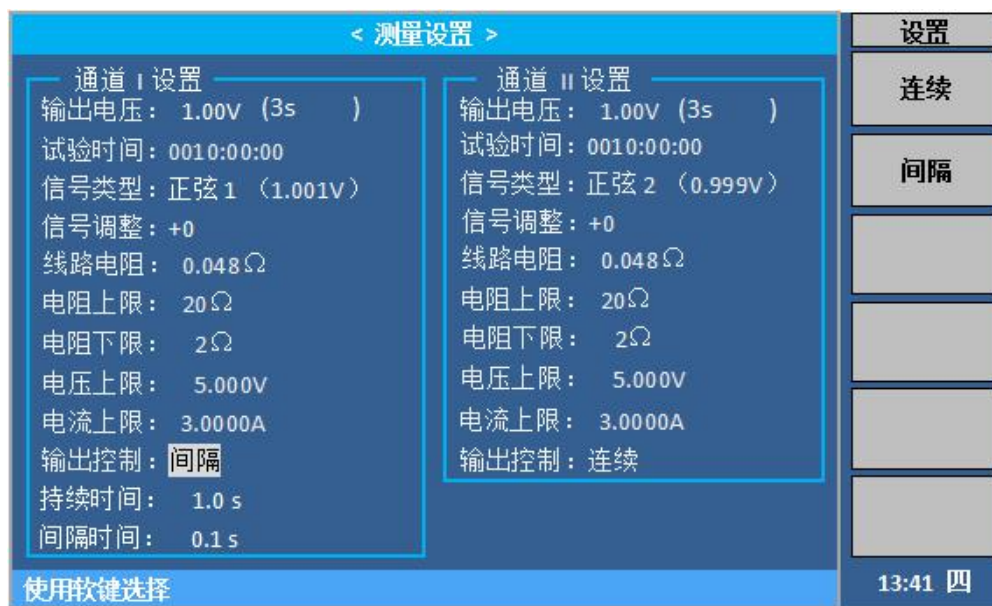 < 测量设置 >
通道 I 设置
输出电压： 1.00V (3s )
试验时间：0010:00:00
信号类型：正弦 1 （1.001V）
信号调整：+0
线路电阻： 0.048Ω
电阻上限： 20Ω
电阻下限： 2Ω
电压上限： 5.000V
电流上限： 3.0000A
输出控制：间隔
持续时间： 1.0 s
间隔时间： 0.1 s
通道 II 设置
输出电压： 1.00V (3s )
试验时间：0010:00:00
信号类型：正弦 2 （0.999V）
信号调整：+0
线路电阻： 0.048Ω
电阻上限： 20Ω
电阻下限： 2Ω
电压上限： 5.000V
电流上限： 3.0000A
输出控制：连续
使用软键选择
设置
连续
间隔
13:41 四